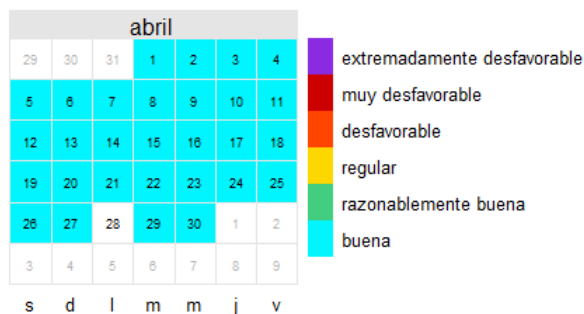 abril
29 30 31 1 2 3 4
5 6 7 8 9 10 11
12 13 14 15 16 17 18
19 20 21 22 23 24 25
26 27 28 29 30 1 2
3 4 5 6 7 8 9
s d l m m j v
extremadamente desfavorable
muy desfavorable
desfavorable
regular
razonablemente buena
buena